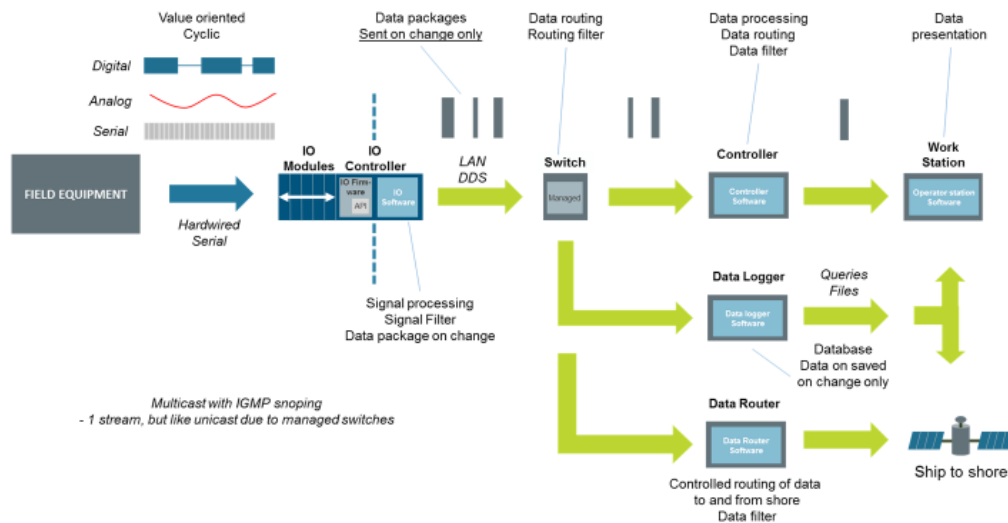 Value oriented
Cyclic
Digital
Analog
Serial
Data packages
Sent on change only
Data routing
Routing filter
Data processing
Data routing
Data filter
Data
presentation
FIELD EQUIPMENT
Hardwired
Serial
IO
Modules
IO
Controller
IO Firm-
ware
API
IO
Software
LAN
DDS
Switch
Managed
Controller
Controller
Software
Work
Station
Operator station
Software
Signal processing
Signal Filter
Data package on change
Data Logger
Data logger
Software
Queries
Files
Database
Data on saved
on change only
Multicast with IGMP snoping
- 1 stream, but like unicast due to managed switches
Data Router
Data Router
Software
Controlled routing of data
to and from shore
Data filter
Ship to shore